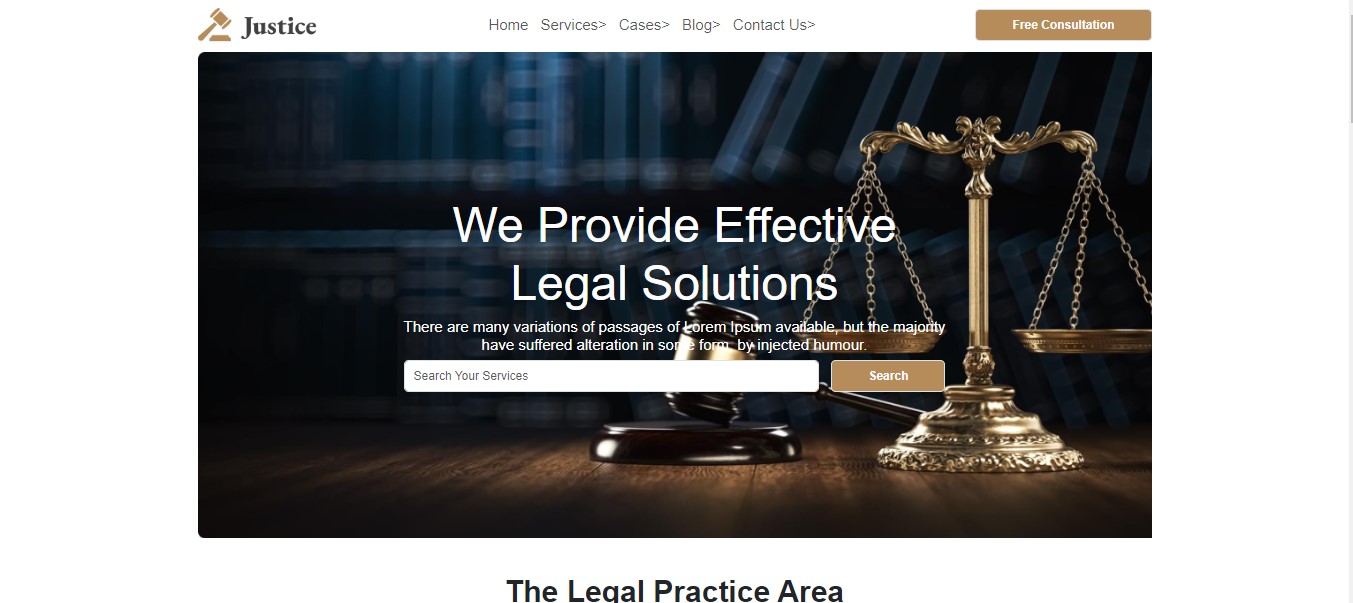 Justice
Home Services> Cases> Blog> Contact Us>
Free Consultation
We Provide Effective
Legal Solutions
There are many variations of passages of Lorem Ipsum available, but the majority
have suffered alteration in some form, by injected humour.
Search Your Services
Search
The Legal Practice Area